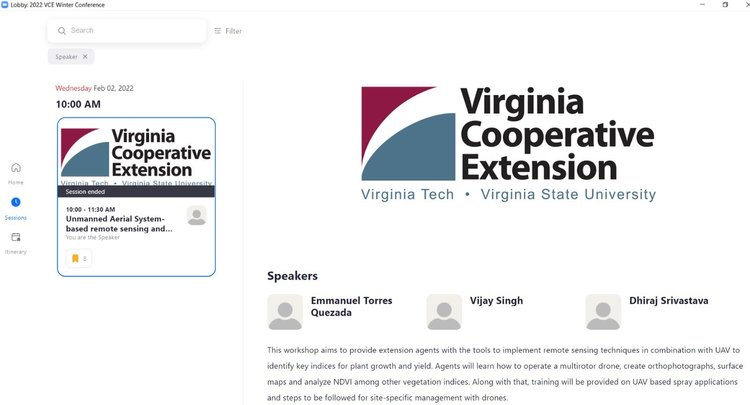 Lobby: 2022 VCE Winter Conference
Search
Filter
Speaker
Wednesday Feb 02, 2022
10:00 AM
Virginia
Cooperative
Extension
Virginia Tech • Virginia State University
Session ended
10:00 - 11:30 AM
Unmanned Aerial System-
based remote sensing and...
You are the Speaker
8
Home
Sessions
Itinerary
Virginia
Cooperative
Extension
Virginia Tech • Virginia State University
Speakers
Emmanuel Torres
Quezada
Vijay Singh
Dhiraj Srivastava
This workshop aims to provide extension agents with the tools to implement remote sensing techniques in combination with UAV to
identify key indices for plant growth and yield. Agents will learn how to operate a multirotor drone, create orthophotographs, surface
maps and analyze NDVI among other vegetation indices. Along with that, training will be provided on UAV based spray applications
and steps to be followed for site-specific management with drones.